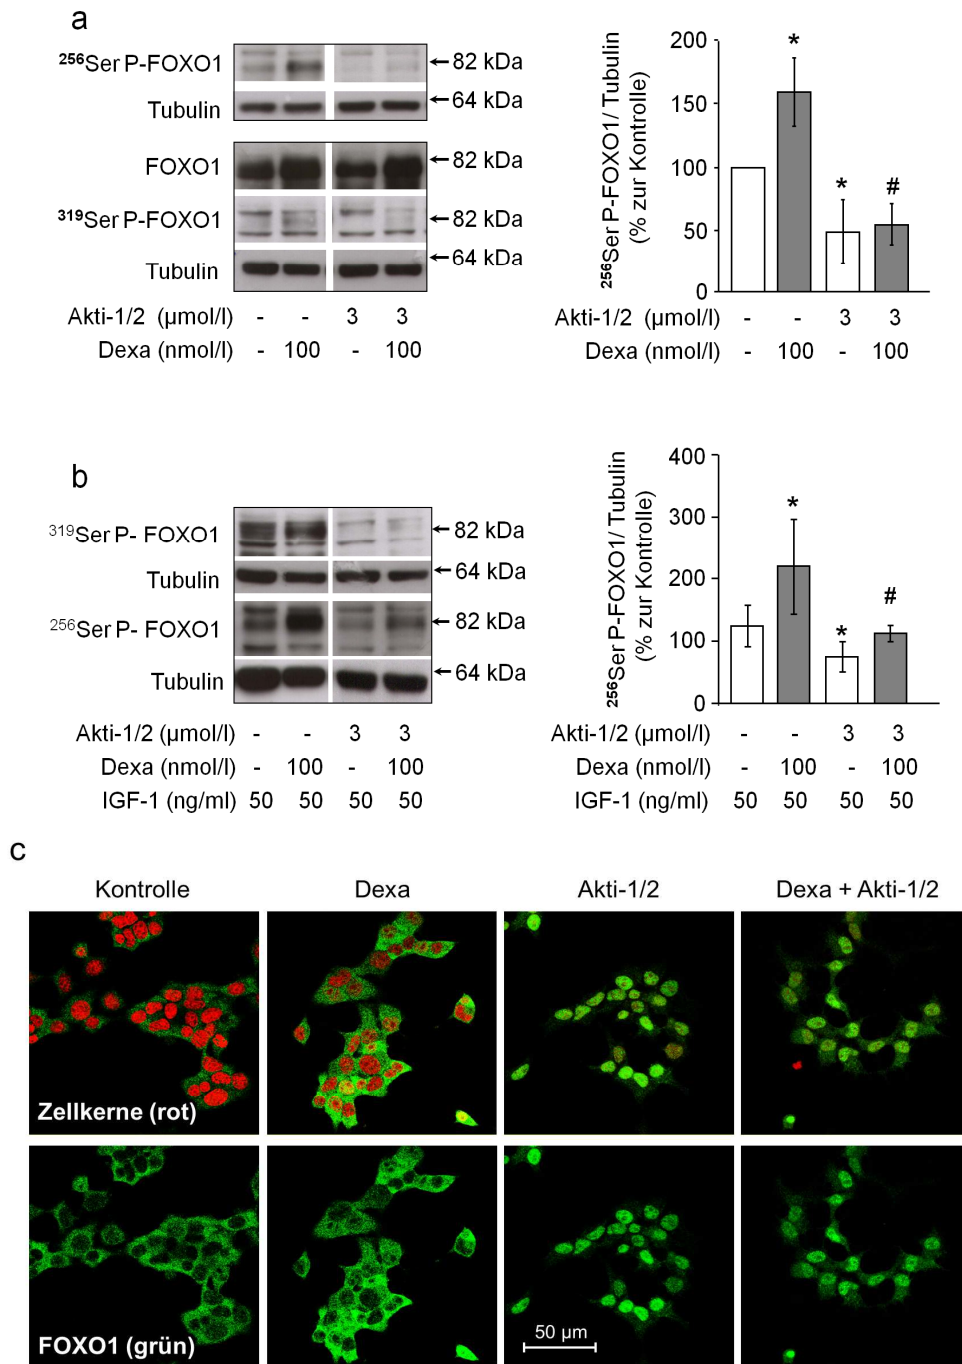 a
²⁵⁶Ser P-FOXO1
82 kDa
Tubulin
64 kDa
FOXO1
82 kDa
³¹⁹Ser P-FOXO1
82 kDa
Tubulin
64 kDa
Akti-1/2 (µmol/l) - - 3 3
Dexa (nmol/l) - 100 - 100
²⁵⁶Ser P-FOXO1/ Tubulin
(% zur Kontrolle)
200
150
100
50
0
*
*
#
Akti-1/2 (µmol/l) - - 3 3
Dexa (nmol/l) - 100 - 100
b
³¹⁹Ser P- FOXO1
82 kDa
Tubulin
64 kDa
²⁵⁶Ser P- FOXO1
82 kDa
Tubulin
64 kDa
Akti-1/2 (µmol/l) - - 3 3
Dexa (nmol/l) - 100 - 100
IGF-1 (ng/ml) 50 50 50 50
²⁵⁶Ser P-FOXO1/ Tubulin
(% zur Kontrolle)
400
300
200
100
0
*
*
#
Akti-1/2 (µmol/l) - - 3 3
Dexa (nmol/l) - 100 - 100
IGF-1 (ng/ml) 50 50 50 50
c
Kontrolle Dexa Akti-1/2 Dexa + Akti-1/2
Zellkerne (rot)
FOXO1 (grün)
50 µm